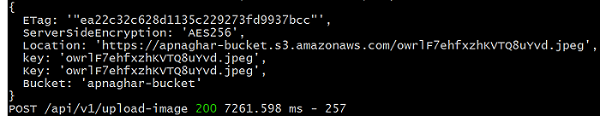 {
ETag: '"ea22c32c628d1135c229273fd9937bcc"',
ServerSideEncryption: 'AES256',
Location: 'https://apnaghar-bucket.s3.amazonaws.com/owrlF7ehfxzhKVTQ8uYvd.jpeg',
key: 'owrlF7ehfxzhKVTQ8uYvd.jpeg',
Key: 'owrlF7ehfxzhKVTQ8uYvd.jpeg',
Bucket: 'apnaghar-bucket'
}
POST /api/v1/upload-image 200 7261.598 ms - 257